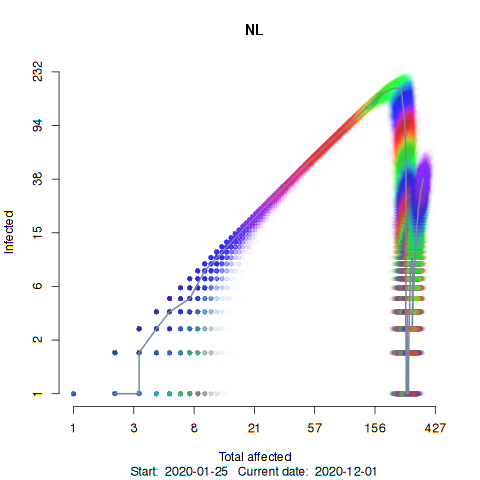 NL
232
94
38
15
6
2
1
Infected
1 3 8 21 57 156 427
Total affected
Start: 2020-01-25 Current date: 2020-12-01